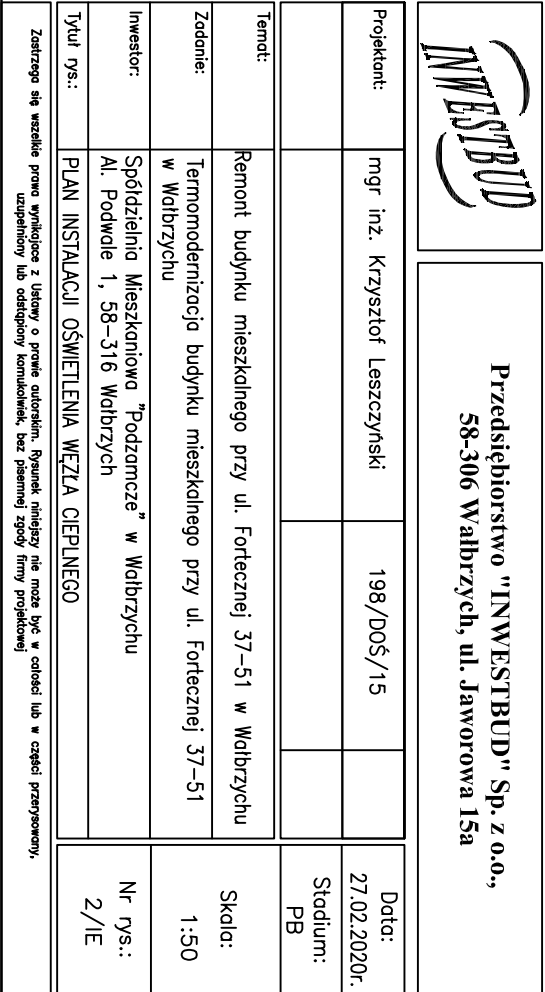 INWESTBUD
Przedsiębiorstwo "INWESTBUD" Sp. z o.o.,
58-306 Wałbrzych, ul. Jaworowa 15a
Projektant:
mgr inż. Krzysztof Leszczyński
198/DOŚ/15
Data:
27.02.2020r.
Stadium:
PB
Temat:
Remont budynku mieszkalnego przy ul. Fortecznej 37-51 w Wałbrzychu
Skala:
1:50
Zadanie:
Termomodernizacja budynku mieszkalnego przy ul. Fortecznej 37-51
w Wałbrzychu
Inwestor:
Spółdzielnia Mieszkaniowa "Podzamcze" w Wałbrzychu
Al. Podwale 1, 58-316 Wałbrzych
Nr rys.:
2/IE
Tytuł rys.:
PLAN INSTALACJI OŚWIETLENIA WĘZŁA CIEPLNEGO
Zastrzega się wszelkie prawa wynikające z Ustawy o prawie autorskim. Rysunek niniejszy nie może być w całości lub w części przerysowany,
uzupełniony lub odstąpiony komukolwiek, bez pisemnej zgody firmy projektowej